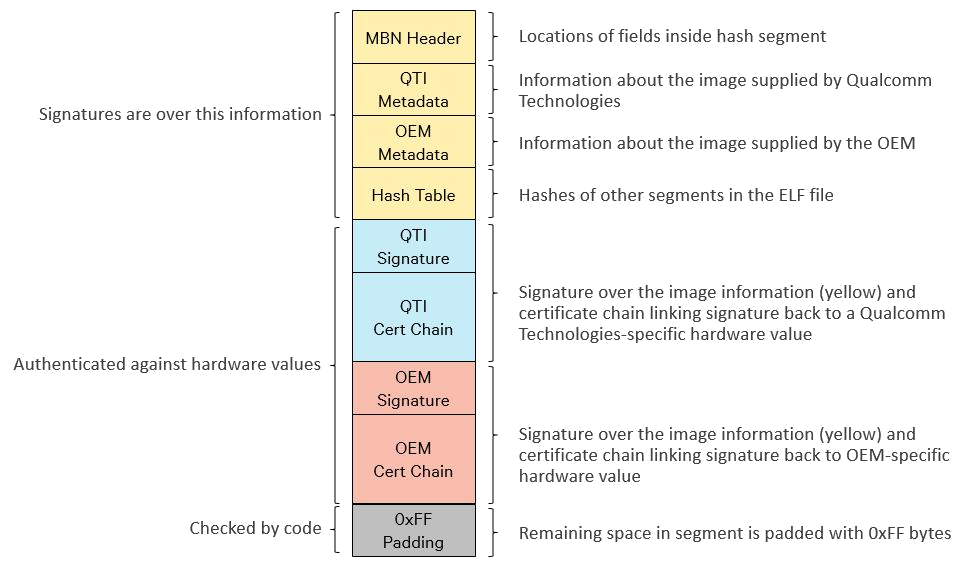 MBN Header
Locations of fields inside hash segment
Signatures are over this information
QTI
Metadata
Information about the image supplied by Qualcomm
Technologies
OEM
Metadata
Information about the image supplied by the OEM
Hash Table
Hashes of other segments in the ELF file
Authenticated against hardware values
QTI
Signature
QTI
Cert Chain
Signature over the image information (yellow) and
certificate chain linking signature back to a Qualcomm
Technologies-specific hardware value
OEM
Signature
OEM
Cert Chain
Signature over the image information (yellow) and
certificate chain linking signature back to OEM-specific
hardware value
Checked by code
0xFF
Padding
Remaining space in segment is padded with 0xFF bytes